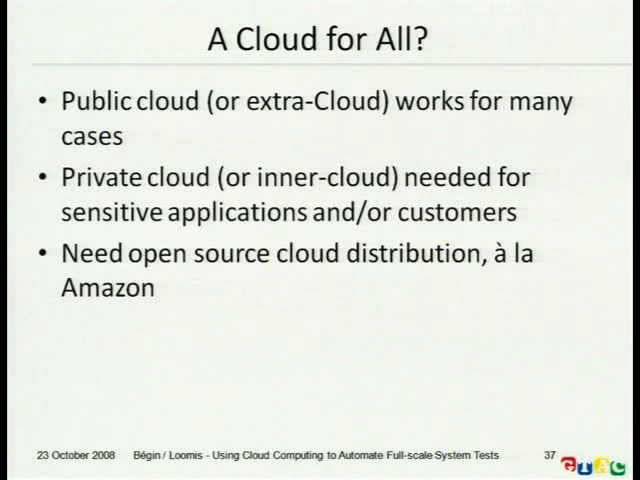 A Cloud for All?
• Public cloud (or extra-Cloud) works for many
cases
• Private cloud (or inner-cloud) needed for
sensitive applications and/or customers
• Need open source cloud distribution, à la
Amazon
23 October 2008 Bégin / Loomis - Using Cloud Computing to Automate Full-scale System Tests 37
GTAC